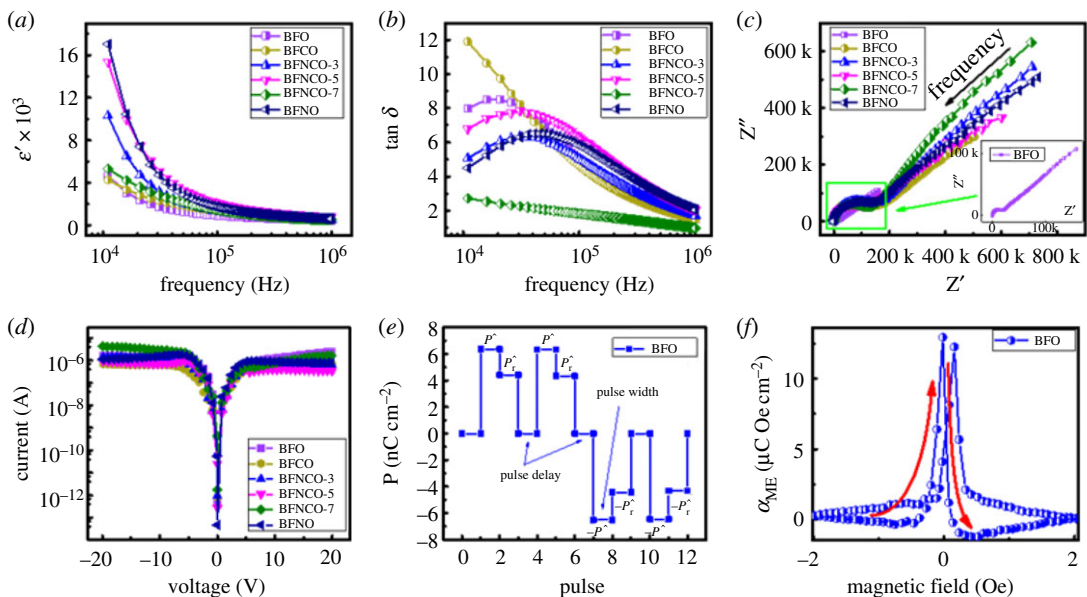 (a)
16
12
8
4
0
ε′ × 10³
BFO
BFCO
BFNCO-3
BFNCO-5
BFNCO-7
BFNO
10⁴
10⁵
10⁶
frequency (Hz)
(b)
12
10
8
6
4
2
tan δ
BFO
BFCO
BFNCO-3
BFNCO-5
BFNCO-7
BFNO
10⁴
10⁵
10⁶
frequency (Hz)
(c)
600 k
400 k
200 k
0
Z″
BFO
BFCO
BFNCO-3
BFNCO-5
BFNCO-7
BFNO
frequency
100 k
BFO
Z″
0
Z′
0
100k
0
200 k
400 k
600 k
800 k
Z′
(d)
10⁻⁶
10⁻⁸
10⁻¹⁰
10⁻¹²
current (A)
BFO
BFCO
BFNCO-3
BFNCO-5
BFNCO-7
BFNO
−20
−10
0
10
20
voltage (V)
(e)
8
6
4
2
0
−2
−4
−6
−8
P (nC cm⁻²)
BFO
P^
P^r
P^
P^r
pulse width
pulse delay
−P^
−P^r
−P^
−P^r
0
2
4
6
8
10
12
pulse
(f)
10
5
0
αME (μC Oe cm⁻²)
BFO
−2
−1
0
1
2
magnetic field (Oe)